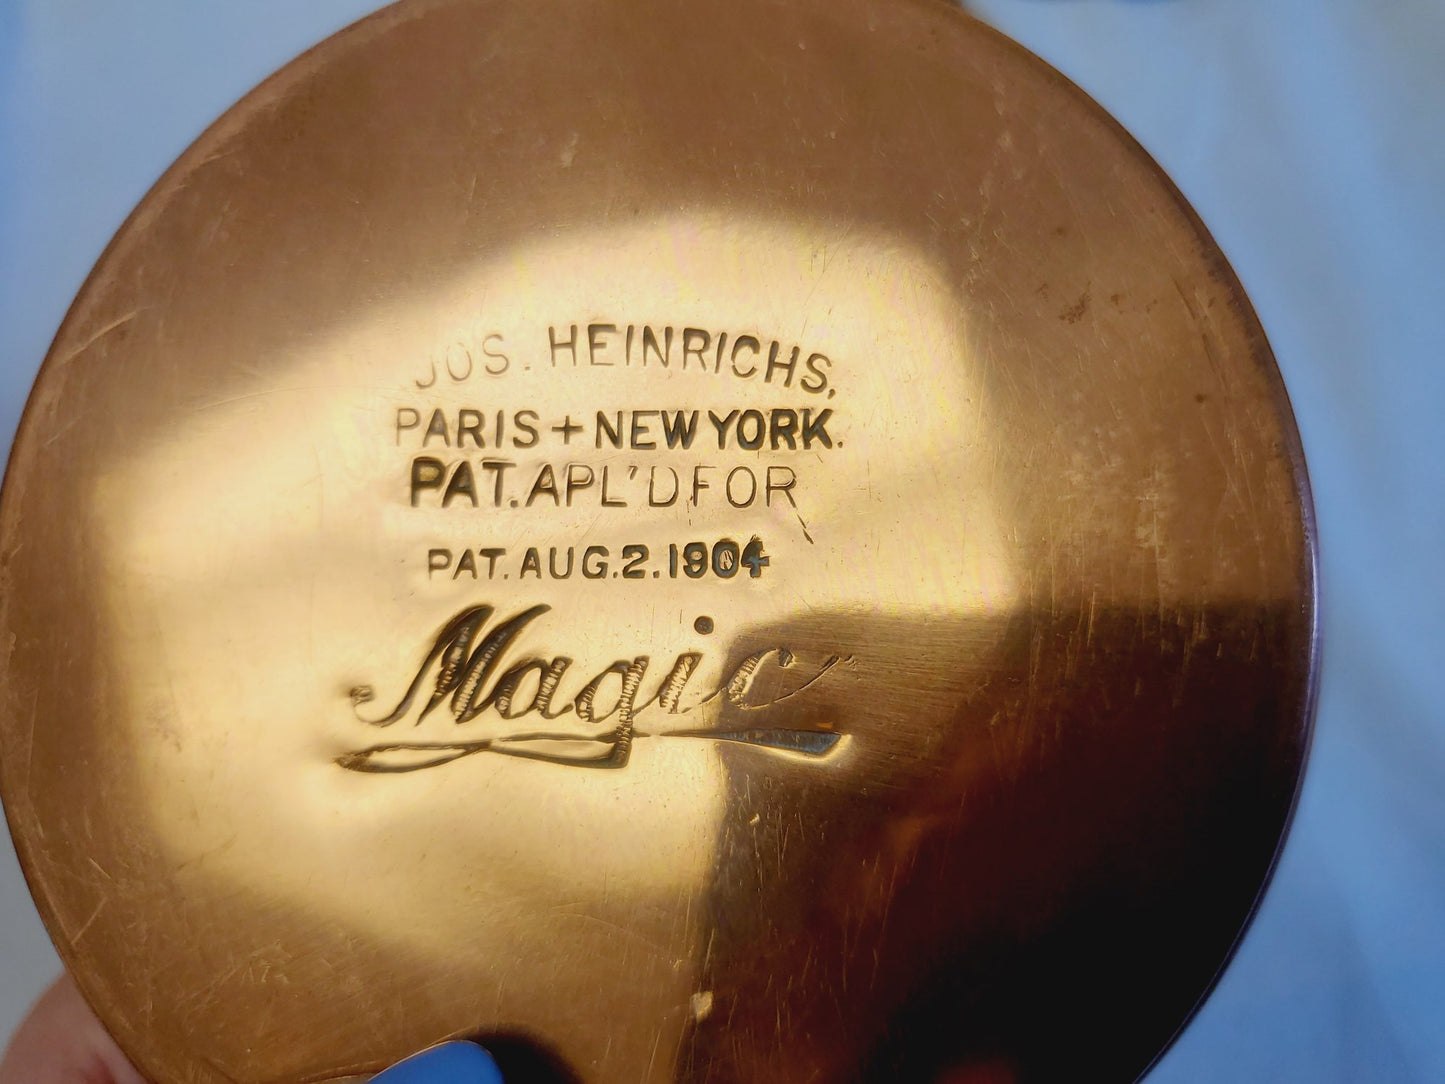 JOS. HEINRICHS,
PARIS + NEW YORK.
PAT. APL'D FOR
PAT. AUG. 2. 1904
Magic